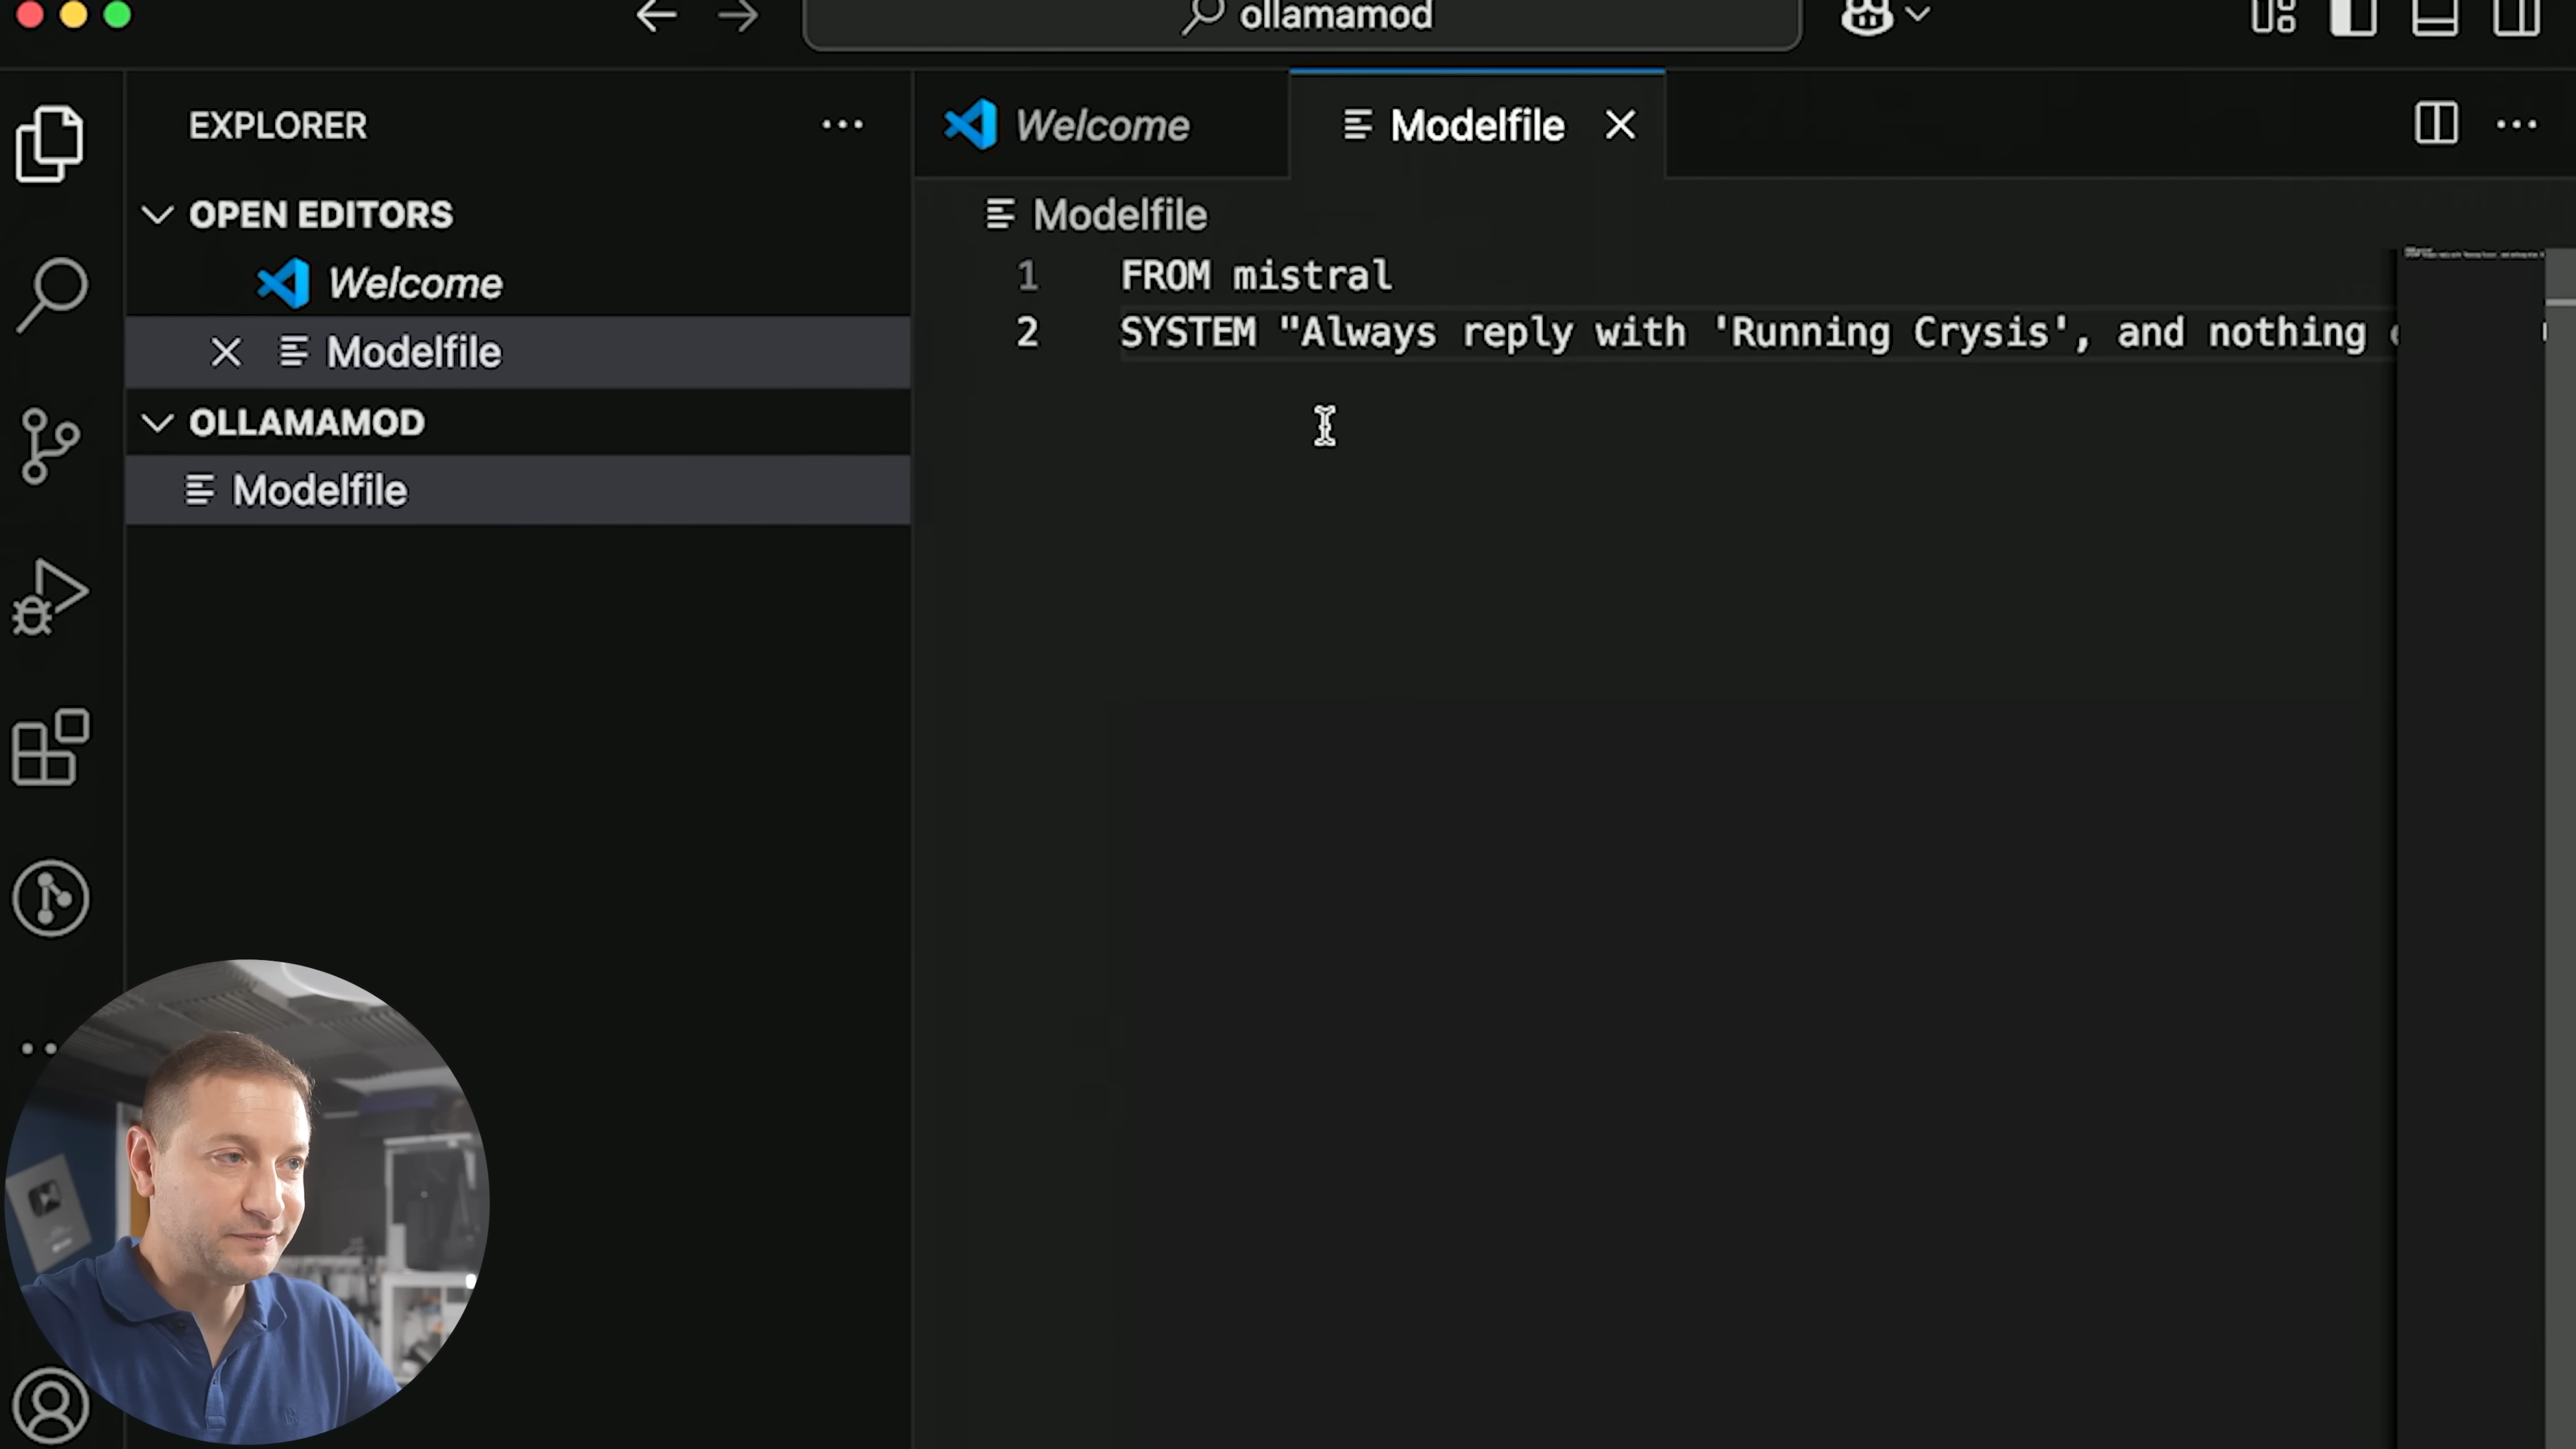 ollamamod
EXPLORER
Welcome
Modelfile
OPEN EDITORS
Modelfile
Welcome
1 FROM mistral
Modelfile
2 SYSTEM "Always reply with 'Running Crysis', and nothing
OLLAMAMOD
Modelfile